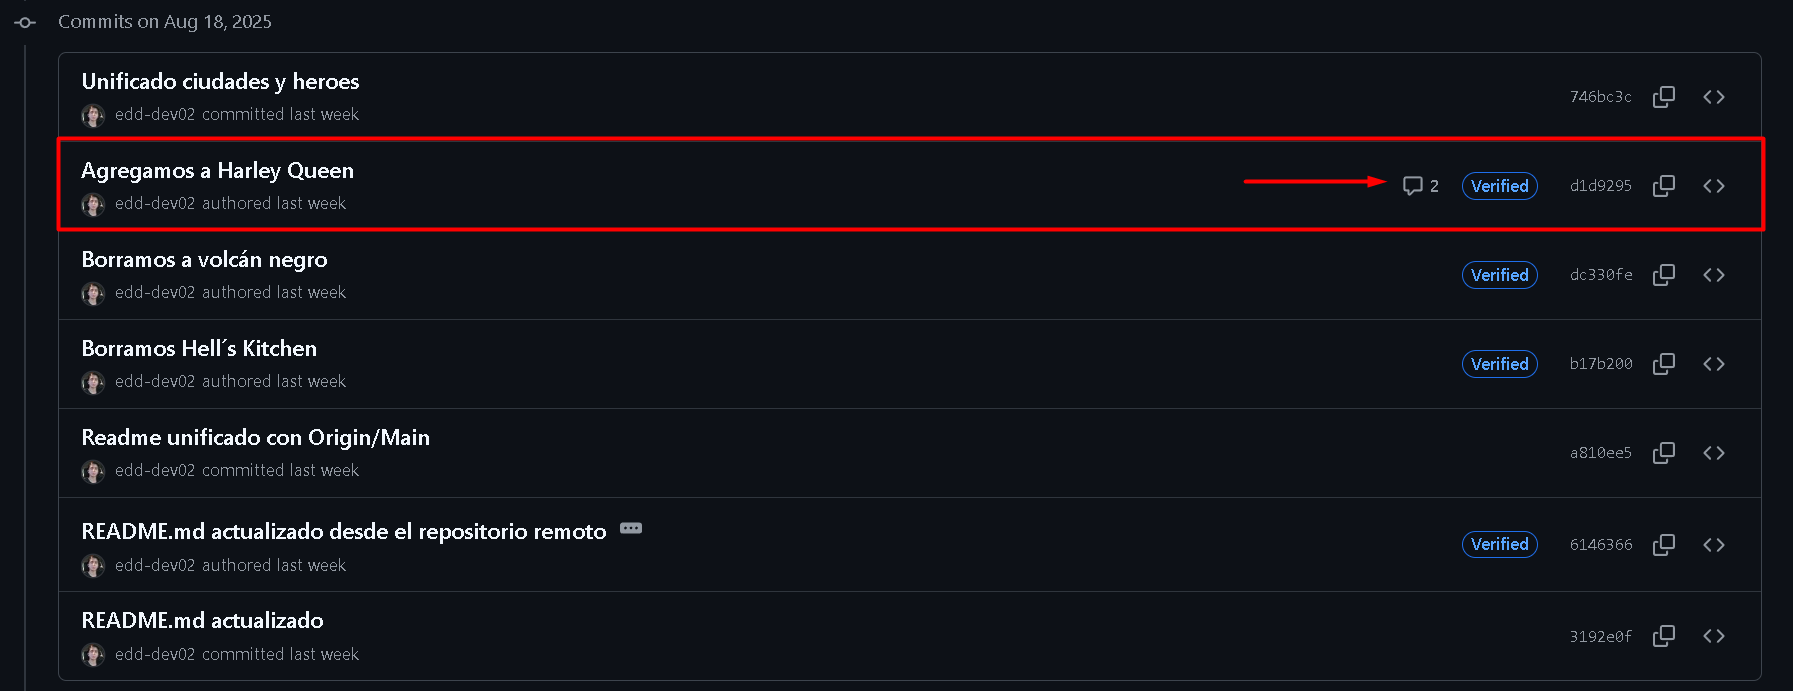 Commits on Aug 18, 2025
Unificado ciudades y heroes
746bc3c
edd-dev02 committed last week
Agregamos a Harley Queen
2 Verified d1d9295
edd-dev02 authored last week
Borramos a volcán negro
Verified dc330fe
edd-dev02 authored last week
Borramos Hell´s Kitchen
Verified b17b200
edd-dev02 authored last week
Readme unificado con Origin/Main
a810ee5
edd-dev02 committed last week
README.md actualizado desde el repositorio remoto
Verified 6146366
edd-dev02 authored last week
README.md actualizado
3192e0f
edd-dev02 committed last week